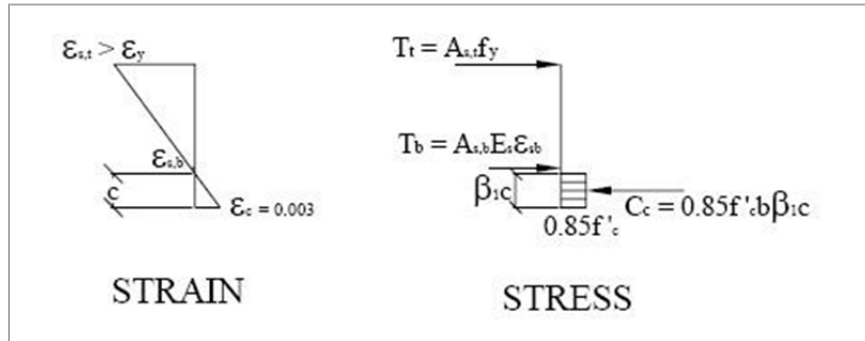 εs,t > εy
εs,b
c
εc = 0.003
STRAIN
Tt = As,tfy
Tb = As,bEsεsb
β1c
0.85f'c
Cc = 0.85f'cbβ1c
STRESS